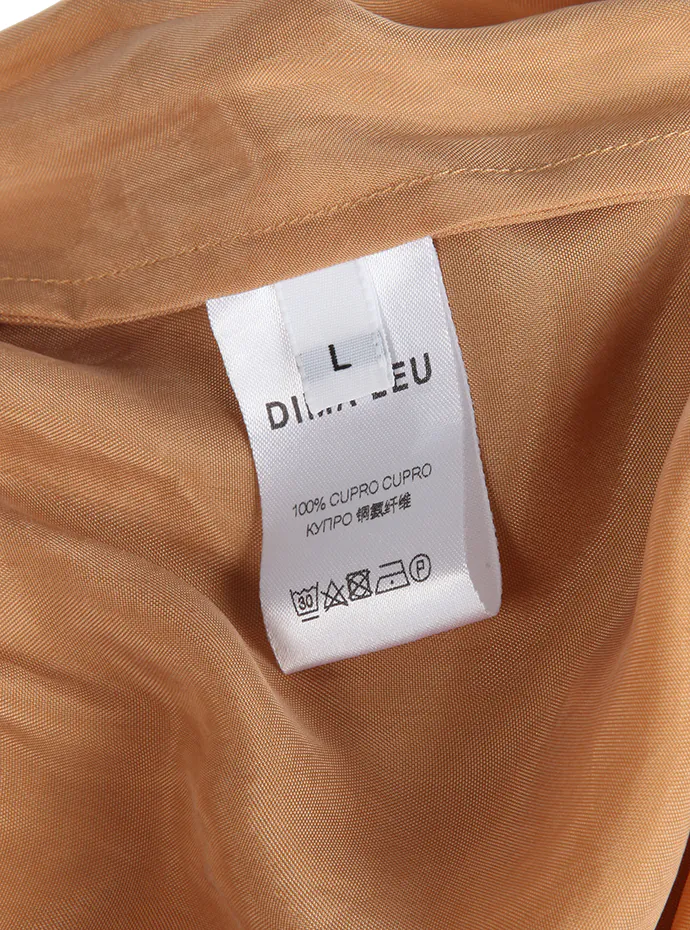 L
DIMA LEU
100% CUPRO CUPRO
КУПРО 铜氨纤维
30
P